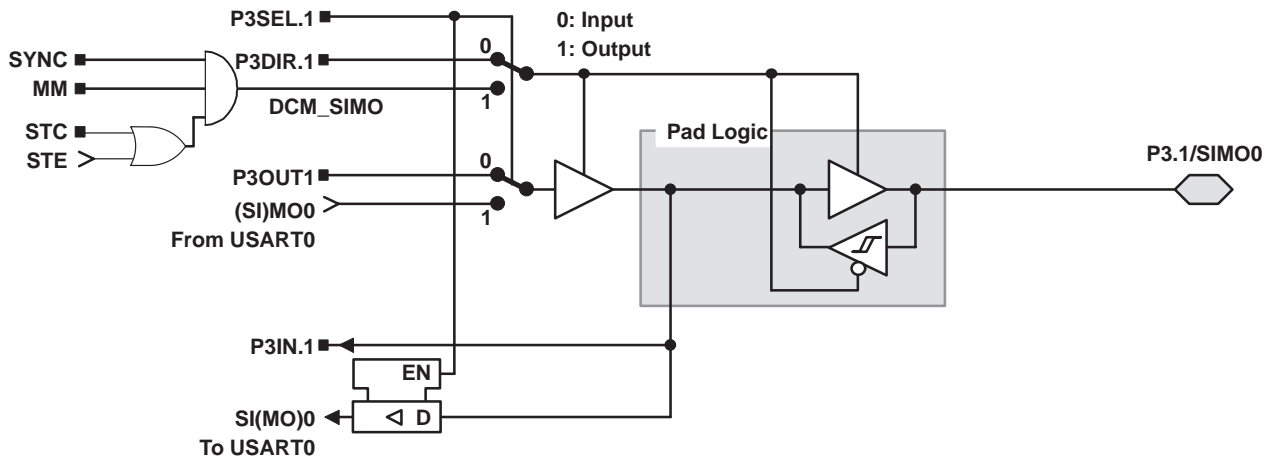 P3SEL.1
0: Input
1: Output
SYNC
MM
STC
STE
P3DIR.1
0
1
DCM_SIMO
Pad Logic
P3.1/SIMO0
P3OUT1
0
(SI)MO0
1
From USART0
P3IN.1
EN
SI(MO)0
D
To USART0